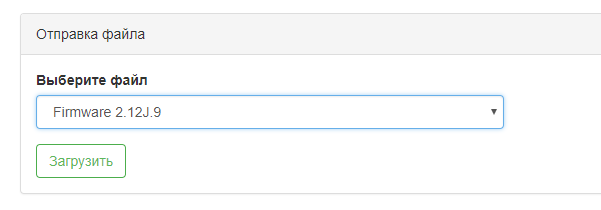 Отправка файла
Выберите файл
Firmware 2.12J.9
Загрузить